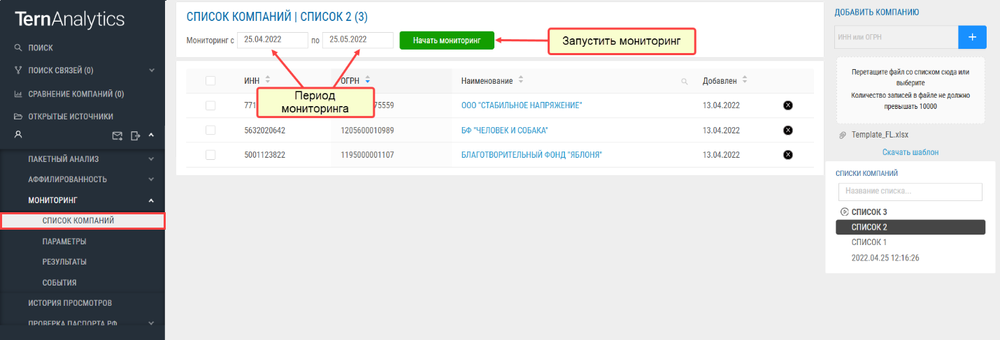 TernAnalytics
ПОИСК
ПОИСК СВЯЗЕЙ (0)
СРАВНЕНИЕ КОМПАНИЙ (0)
ОТКРЫТЫЕ ИСТОЧНИКИ
ПАКЕТНЫЙ АНАЛИЗ
АФФИЛИРОВАННОСТЬ
МОНИТОРИНГ
СПИСОК КОМПАНИЙ
ПАРАМЕТРЫ
РЕЗУЛЬТАТЫ
СОБЫТИЯ
ИСТОРИЯ ПРОСМОТРОВ
ПРОВЕРКА ПАСПОРТА РФ
СПИСОК КОМПАНИЙ | СПИСОК 2 (3)
Мониторинг с 25.04.2022 по 25.05.2022 Начать мониторинг
Запустить мониторинг
Период
мониторинга
ИНН ОГРН Наименование Добавлен
771 75559 ООО "СТАБИЛЬНОЕ НАПРЯЖЕНИЕ" 13.04.2022
5632020642 1205600010989 БФ "ЧЕЛОВЕК И СОБАКА" 13.04.2022
5001123822 1195000001107 БЛАГОТВОРИТЕЛЬНЫЙ ФОНД "ЯБЛОНЯ" 13.04.2022
ДОБАВИТЬ КОМПАНИЮ
ИНН или ОГРН +
Перетащите файл со списком сюда или
выберите
Количество записей в файле не должно
превышать 10000
Template_FL.xlsx
Скачать шаблон
СПИСКИ КОМПАНИЙ
Название списка...
СПИСОК 3
СПИСОК 2
СПИСОК 1
2022.04.25 12:16:26